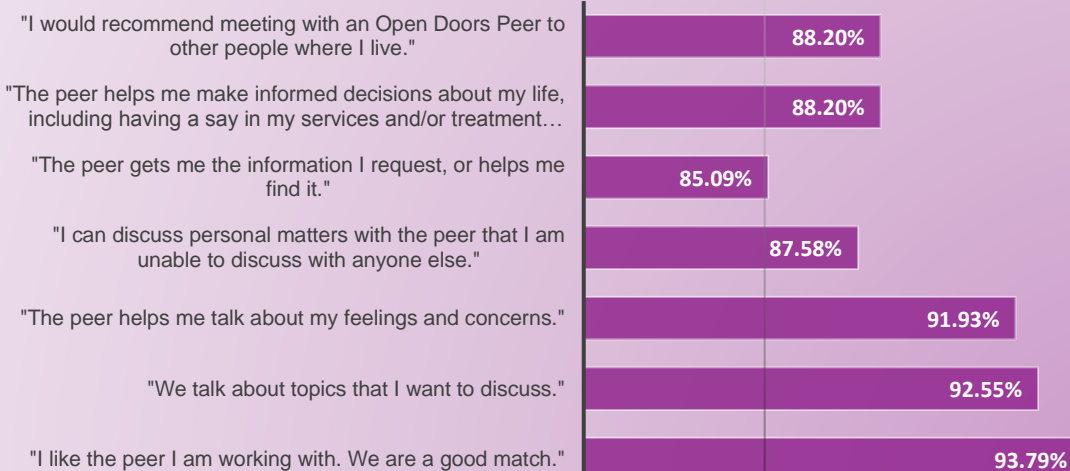 "I would recommend meeting with an Open Doors Peer to
other people where I live."
88.20%
"The peer helps me make informed decisions about my life,
including having a say in my services and/or treatment…
88.20%
"The peer gets me the information I request, or helps me
find it."
85.09%
"I can discuss personal matters with the peer that I am
unable to discuss with anyone else."
87.58%
"The peer helps me talk about my feelings and concerns."
91.93%
"We talk about topics that I want to discuss."
92.55%
"I like the peer I am working with. We are a good match."
93.79%